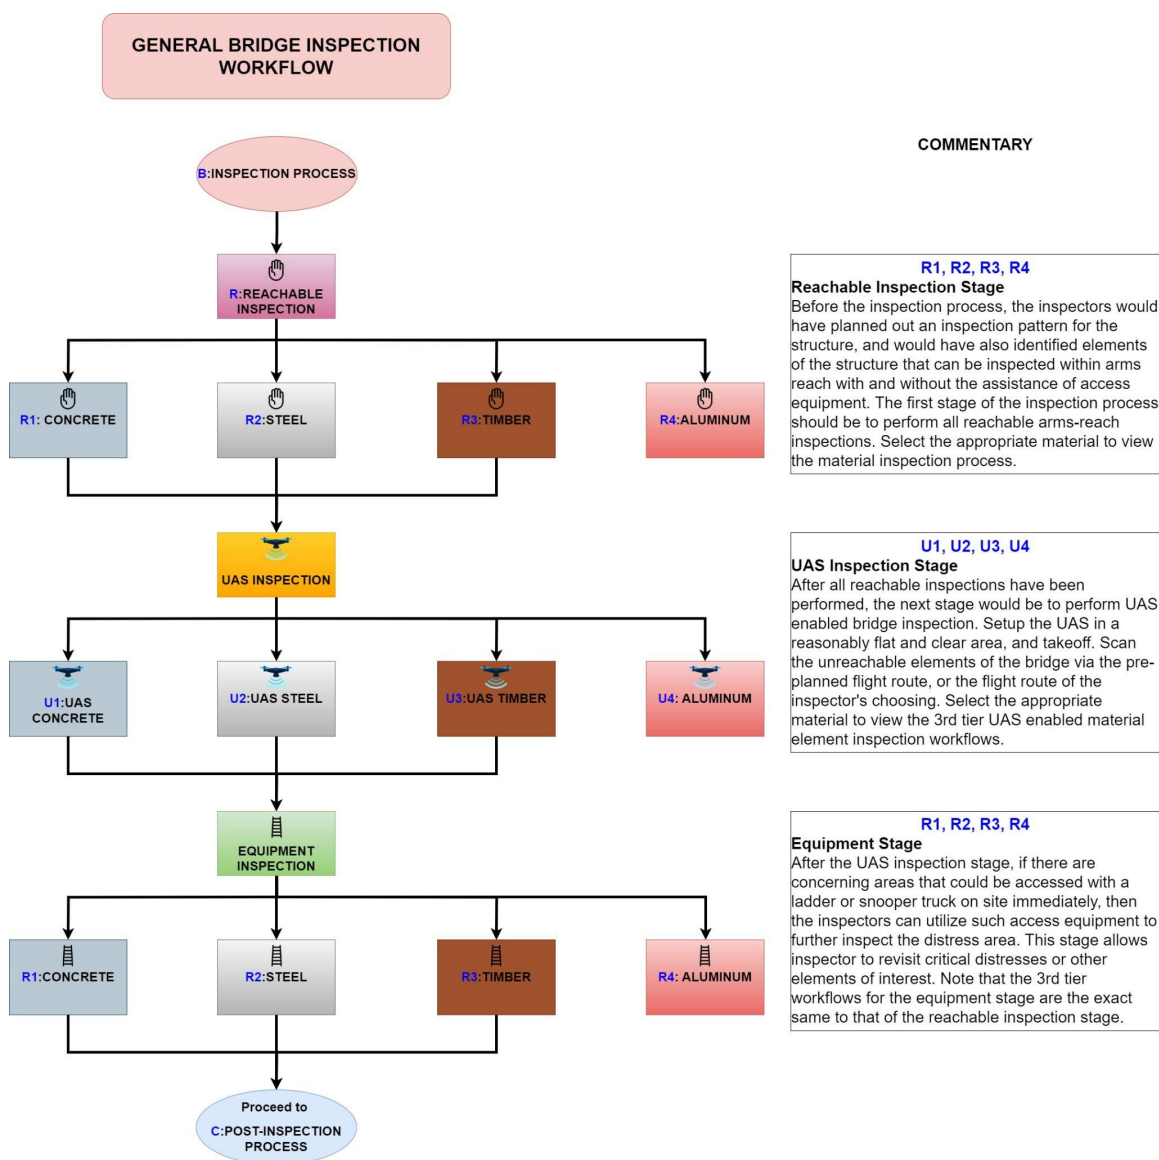 GENERAL BRIDGE INSPECTION
WORKFLOW
COMMENTARY
B:INSPECTION PROCESS
R:REACHABLE
INSPECTION
R1: CONCRETE
R2:STEEL
R3:TIMBER
R4:ALUMINUM
R1, R2, R3, R4
Reachable Inspection Stage
Before the inspection process, the inspectors would
have planned out an inspection pattern for the
structure, and would have also identified elements
of the structure that can be inspected within arms
reach with and without the assistance of access
equipment. The first stage of the inspection process
should be to perform all reachable arms-reach
inspections. Select the appropriate material to view
the material inspection process.
UAS INSPECTION
U1:UAS
CONCRETE
U2:UAS STEEL
U3:UAS TIMBER
U4: ALUMINUM
U1, U2, U3, U4
UAS Inspection Stage
After all reachable inspections have been
performed, the next stage would be to perform UAS
enabled bridge inspection. Setup the UAS in a
reasonably flat and clear area, and takeoff. Scan
the unreachable elements of the bridge via the pre-
planned flight route, or the flight route of the
inspector's choosing. Select the appropriate
material to view the 3rd tier UAS enabled material
element inspection workflows.
EQUIPMENT
INSPECTION
R1:CONCRETE
R2:STEEL
R3:TIMBER
R4: ALUMINUM
R1, R2, R3, R4
Equipment Stage
After the UAS inspection stage, if there are
concerning areas that could be accessed with a
ladder or snooper truck on site immediately, then
the inspectors can utilize such access equipment to
further inspect the distress area. This stage allows
inspector to revisit critical distresses or other
elements of interest. Note that the 3rd tier
workflows for the equipment stage are the exact
same to that of the reachable inspection stage.
Proceed to
C:POST-INSPECTION
PROCESS